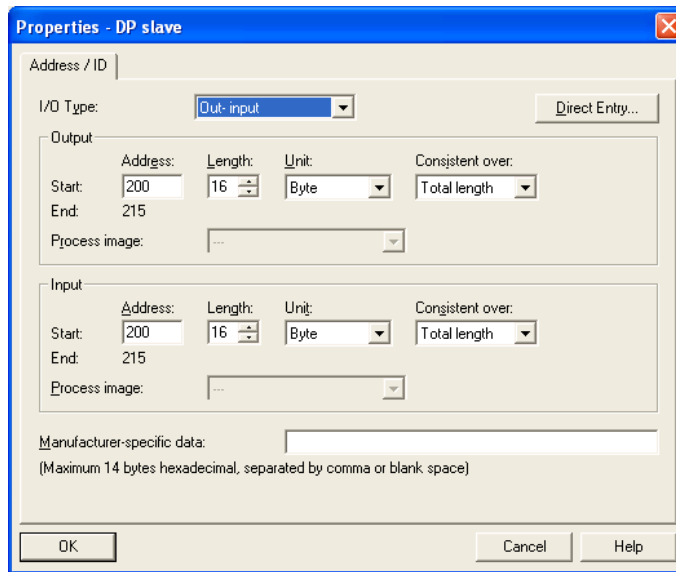 Properties - DP slave
Address / ID
I/O Type: Out- input Direct Entry...
Output
Address: Length: Unit: Consistent over:
Start: 200 16 Byte Total length
End: 215
Process image: ---
Input
Address: Length: Unit: Consistent over:
Start: 200 16 Byte Total length
End: 215
Process image: ---
Manufacturer-specific data:
(Maximum 14 bytes hexadecimal, separated by comma or blank space)
OK Cancel Help